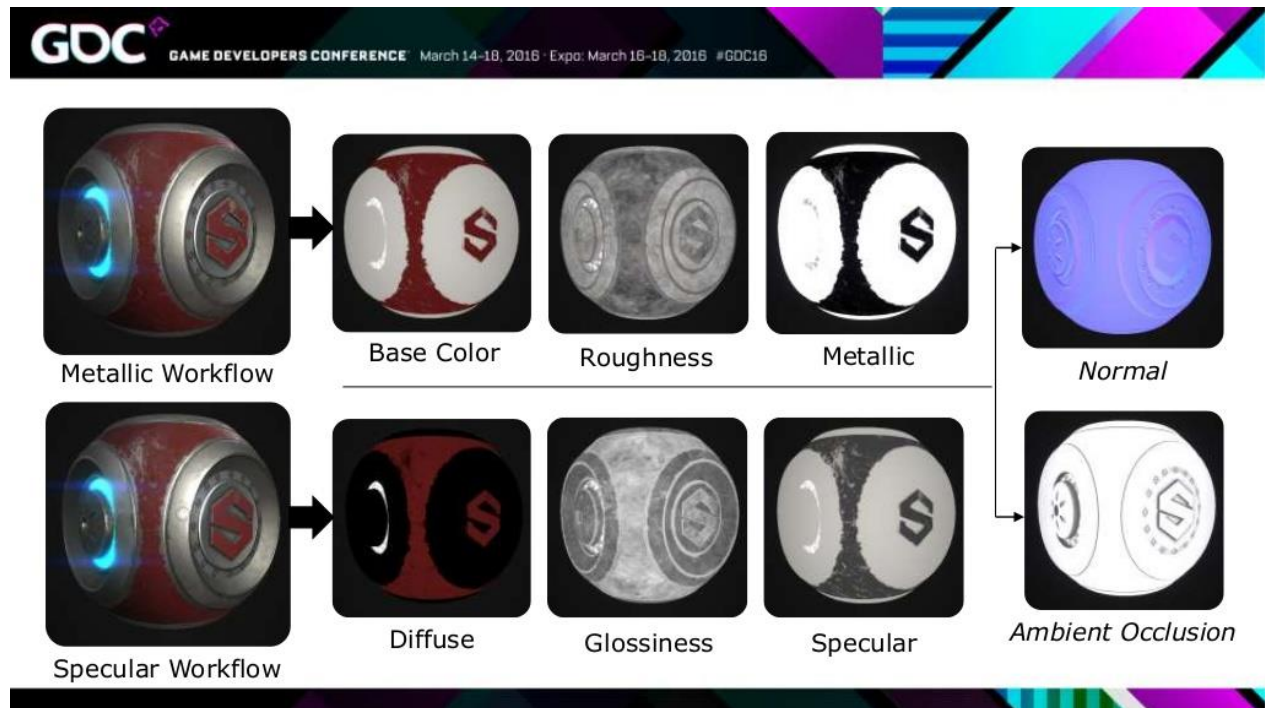 GDC
GAME DEVELOPERS CONFERENCE March 14-18, 2016 · Expo: March 16-18, 2016 #GDC16
Metallic Workflow
Base Color
Roughness
Metallic
Normal
Specular Workflow
Diffuse
Glossiness
Specular
Ambient Occlusion